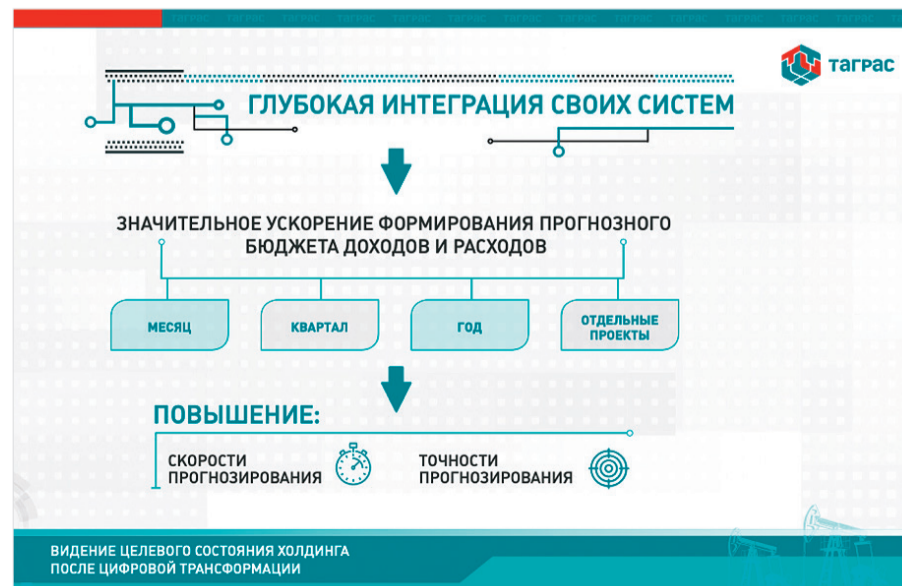 ТАГРАС
ГЛУБОКАЯ ИНТЕГРАЦИЯ СВОИХ СИСТЕМ
ЗНАЧИТЕЛЬНОЕ УСКОРЕНИЕ ФОРМИРОВАНИЯ ПРОГНОЗНОГО
БЮДЖЕТА ДОХОДОВ И РАСХОДОВ
МЕСЯЦ
КВАРТАЛ
ГОД
ОТДЕЛЬНЫЕ
ПРОЕКТЫ
ПОВЫШЕНИЕ:
СКОРОСТИ
ПРОГНОЗИРОВАНИЯ
ТОЧНОСТИ
ПРОГНОЗИРОВАНИЯ
ВИДЕНИЕ ЦЕЛЕВОГО СОСТОЯНИЯ ХОЛДИНГА
ПОСЛЕ ЦИФРОВОЙ ТРАНСФОРМАЦИИ